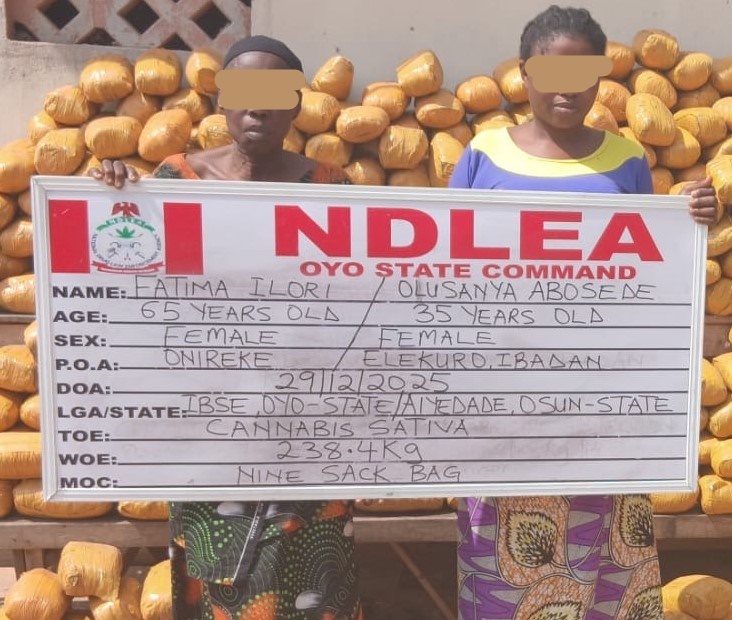 NDLEA
OYO STATE COMMAND
NAME: FATIMA ILORI / OLUSANYA ABOSEDE
AGE: 65 YEARS OLD 35 YEARS OLD
SEX: FEMALE FEMALE
P.O.A: ONIREKE ELEKURO, IBADAN
DOA: 29/12/2025
LGA/STATE: IBSE, OYO-STATE/AIYEDADE, OSUN-STATE
TOE: CANNABIS SATIVA
WOE: 238.4Kg
MOC: NINE SACK BAG